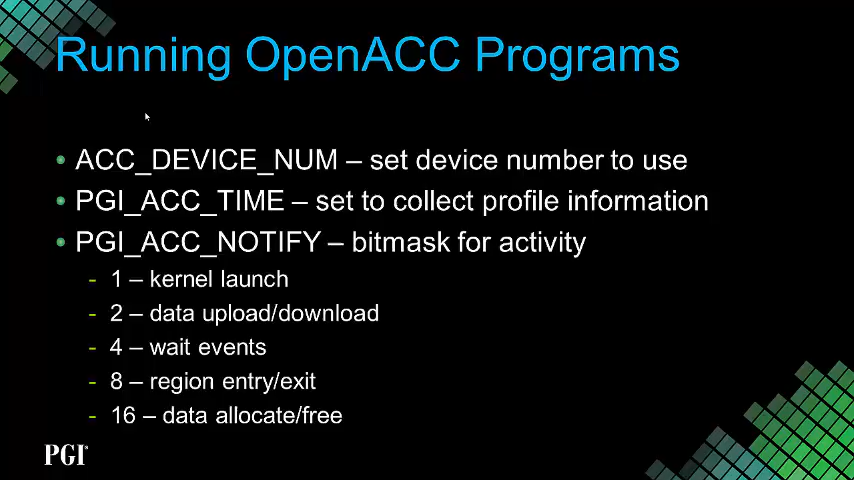 Running OpenACC Programs
• ACC_DEVICE_NUM – set device number to use
• PGI_ACC_TIME – set to collect profile information
• PGI_ACC_NOTIFY – bitmask for activity
- 1 – kernel launch
- 2 – data upload/download
- 4 – wait events
- 8 – region entry/exit
- 16 – data allocate/free
PGI®